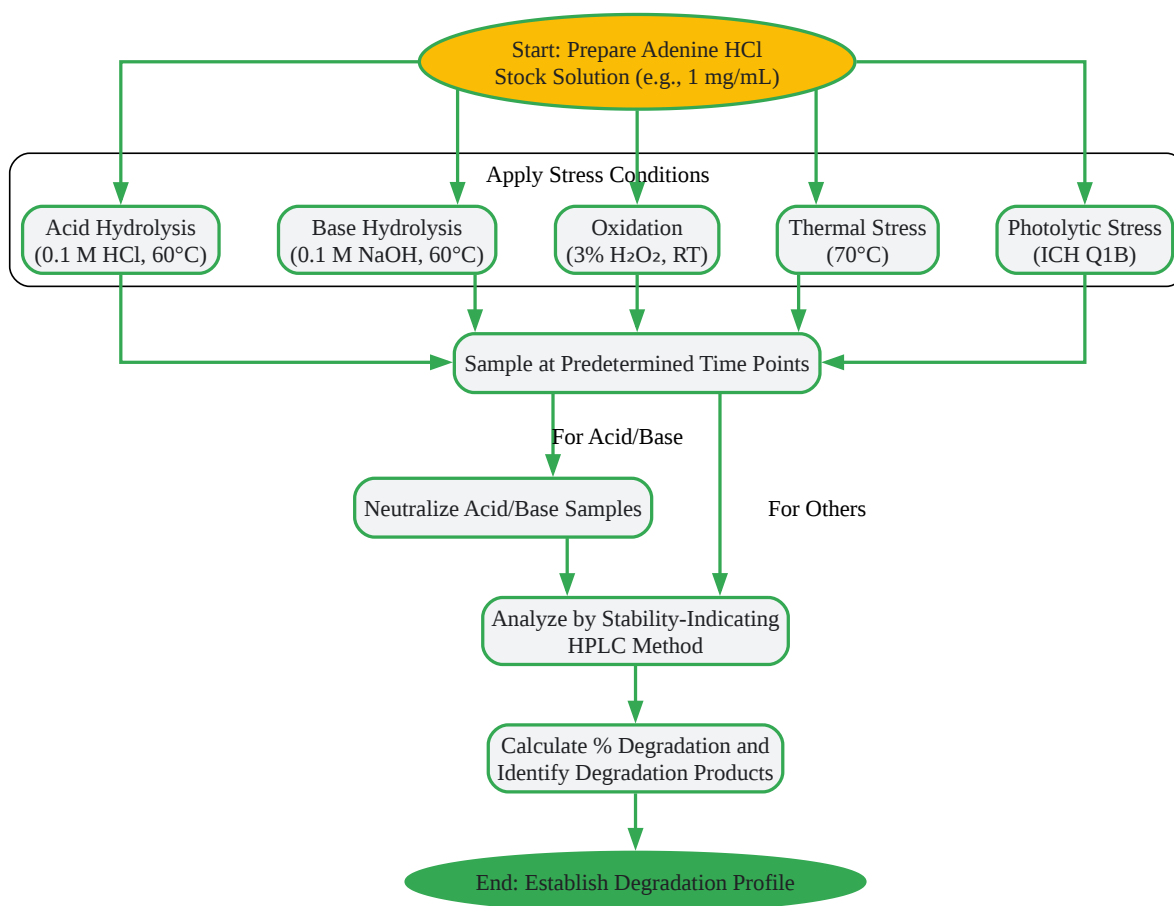 Start: Prepare Adenine HCl
Stock Solution (e.g., 1 mg/mL)
Apply Stress Conditions
Acid Hydrolysis
(0.1 M HCl, 60°C)
Base Hydrolysis
(0.1 M NaOH, 60°C)
Oxidation
(3% H₂O₂, RT)
Thermal Stress
(70°C)
Photolytic Stress
(ICH Q1B)
Sample at Predetermined Time Points
For Acid/Base
Neutralize Acid/Base Samples
For Others
Analyze by Stability-Indicating
HPLC Method
Calculate % Degradation and
Identify Degradation Products
End: Establish Degradation Profile